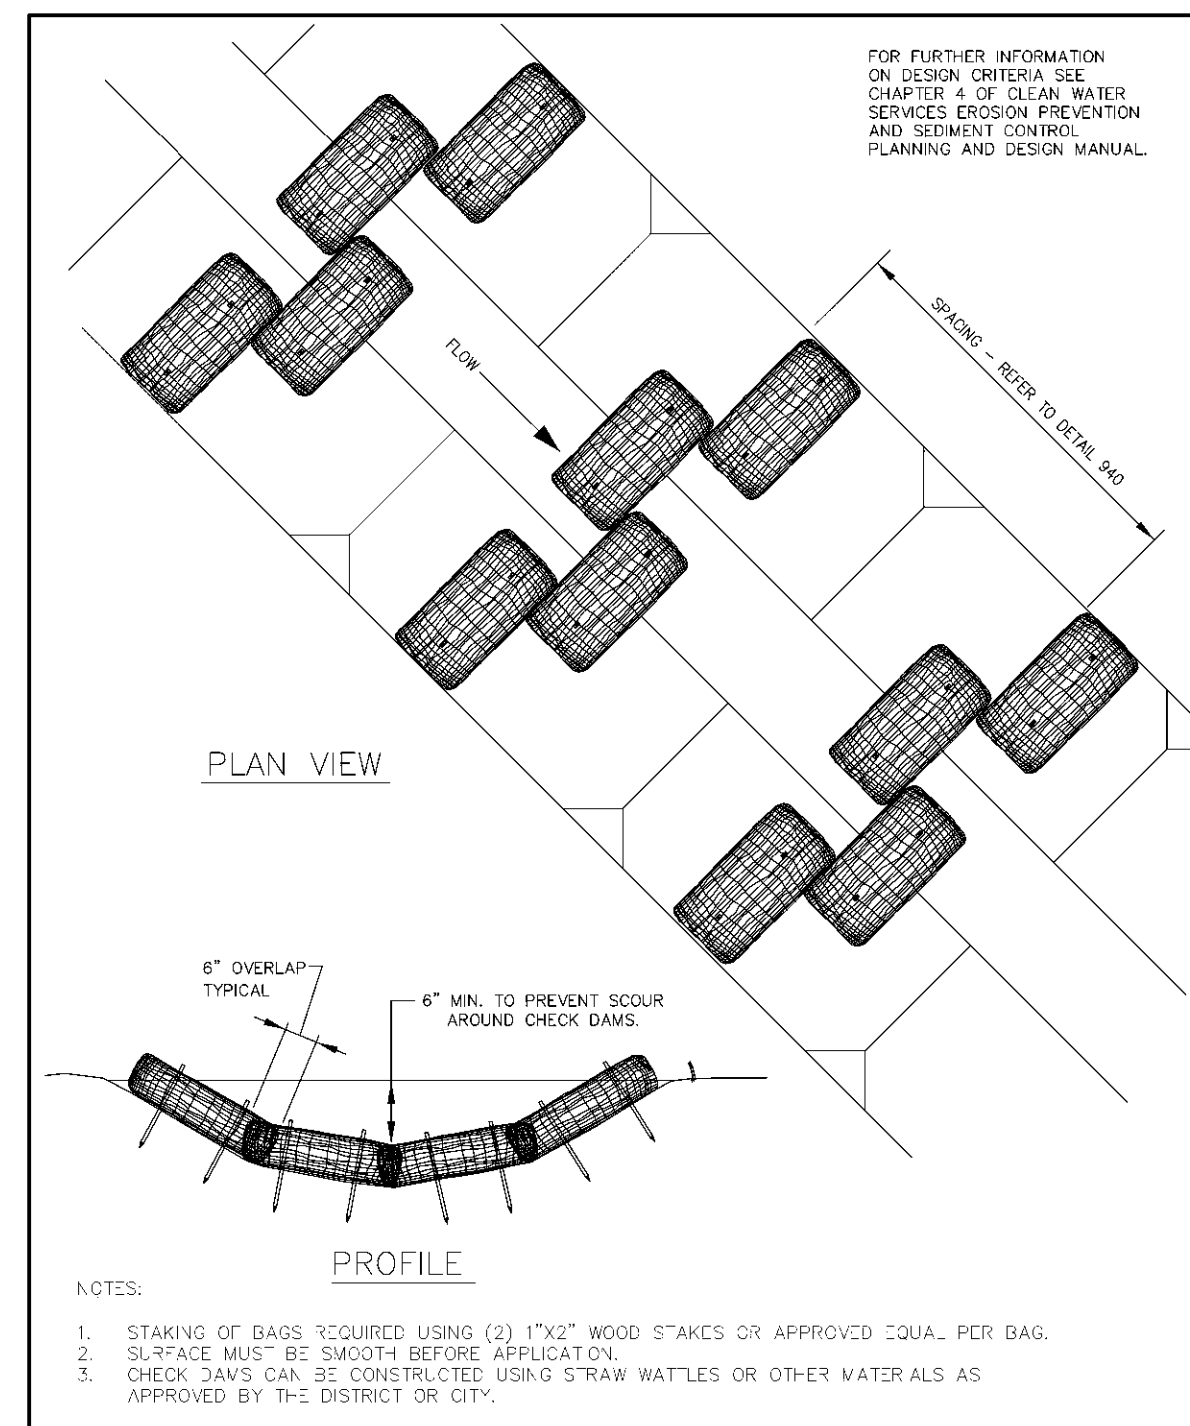 FOR FURTHER INFORMATION
ON DESIGN CRITERIA SEE
CHAPTER 4 OF CLEAN WATER
SERVICES EROSION PREVENTION
AND SEDIMENT CONTROL
PLANNING AND DESIGN MANUAL.
SPACING – REFER TO DETAIL 940
FLOW
PLAN VIEW
6" OVERLAP
TYPICAL
6" MIN. TO PREVENT SCOUR
AROUND CHECK DAMS.
PROFILE
NOTES:
1. STAKING OF BAGS REQUIRED USING (2) 1"X2" WOOD STAKES OR APPROVED EQUAL PER BAG.
2. SURFACE MUST BE SMOOTH BEFORE APPLICATION.
3. CHECK DAMS CAN BE CONSTRUCTED USING STRAW WATTLES OR OTHER MATERIALS AS
APPROVED BY THE DISTRICT OR CITY.